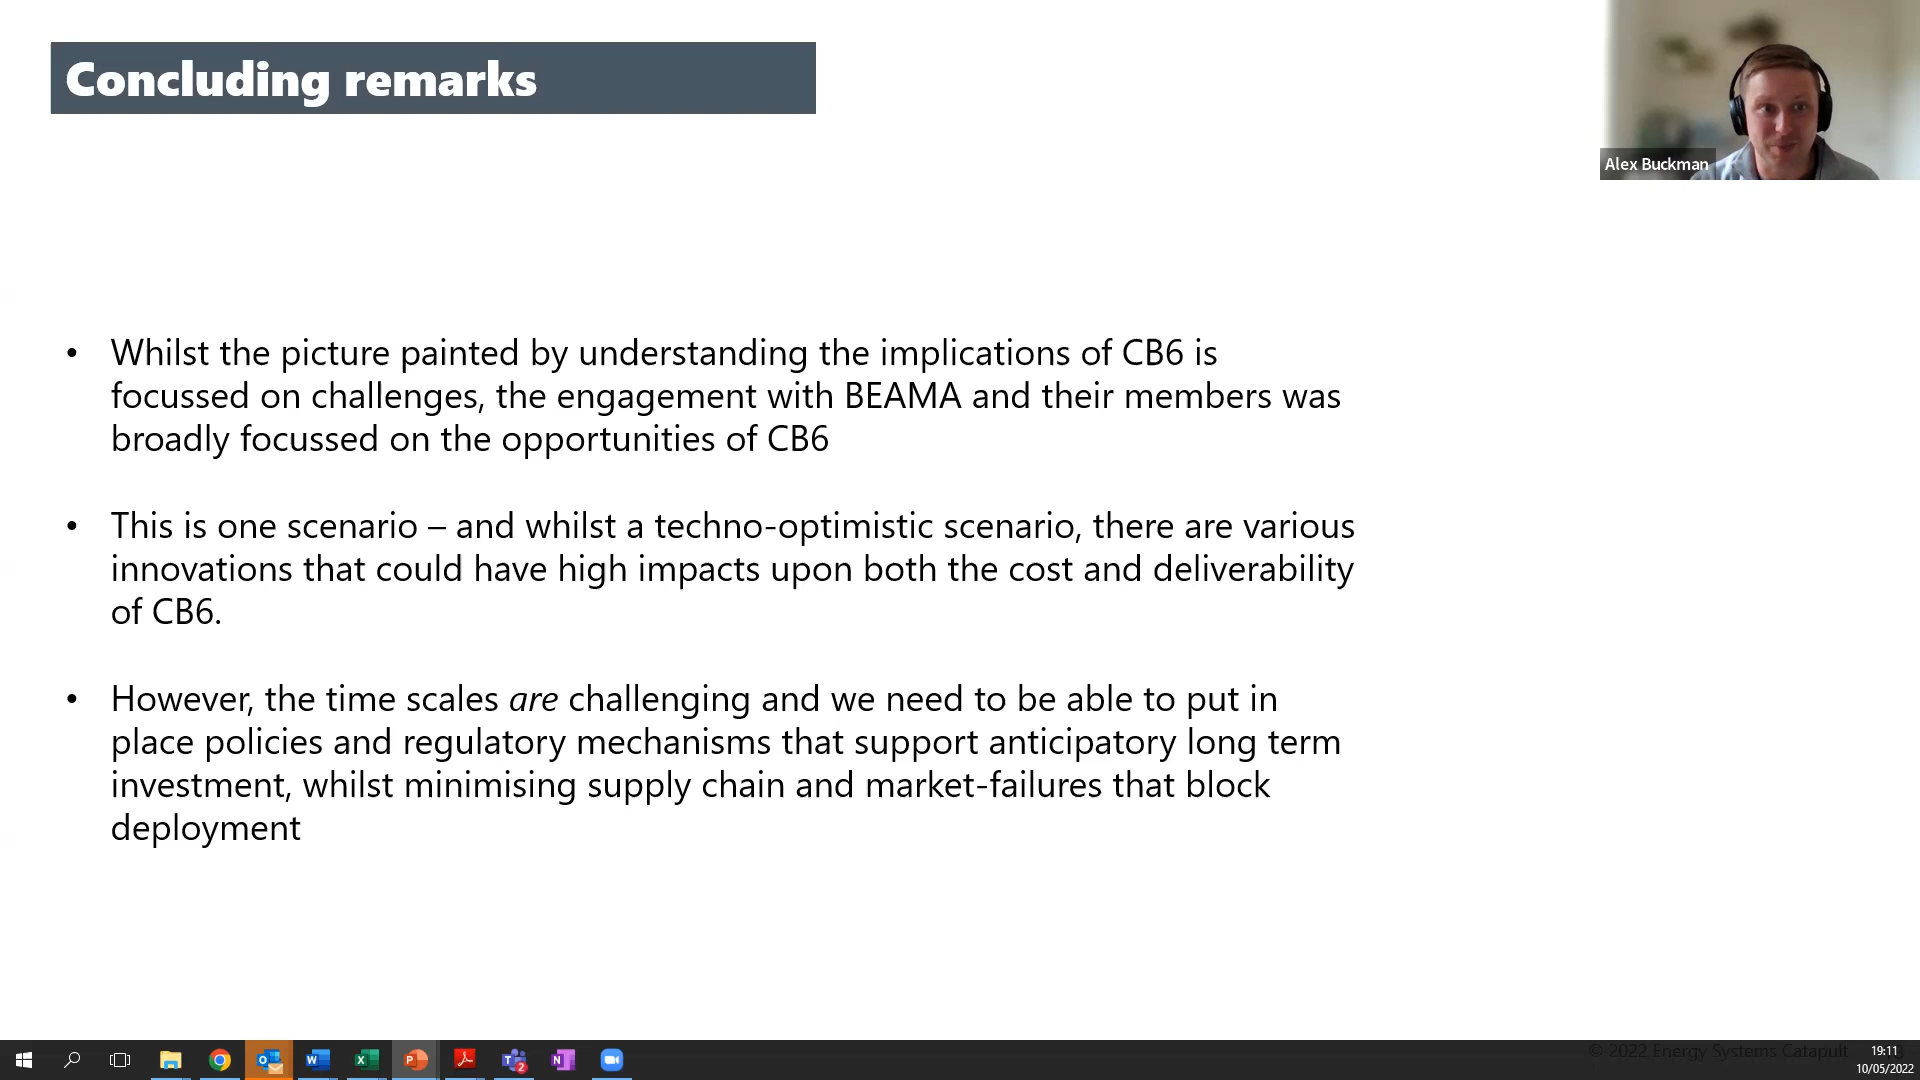 Concluding remarks
Alex Buckman
• Whilst the picture painted by understanding the implications of CB6 is
focussed on challenges, the engagement with BEAMA and their members was
broadly focussed on the opportunities of CB6
• This is one scenario – and whilst a techno-optimistic scenario, there are various
innovations that could have high impacts upon both the cost and deliverability
of CB6.
• However, the time scales are challenging and we need to be able to put in
place policies and regulatory mechanisms that support anticipatory long term
investment, whilst minimising supply chain and market-failures that block
deployment
© 2022 Energy Systems Catapult
19:11
10/05/2022